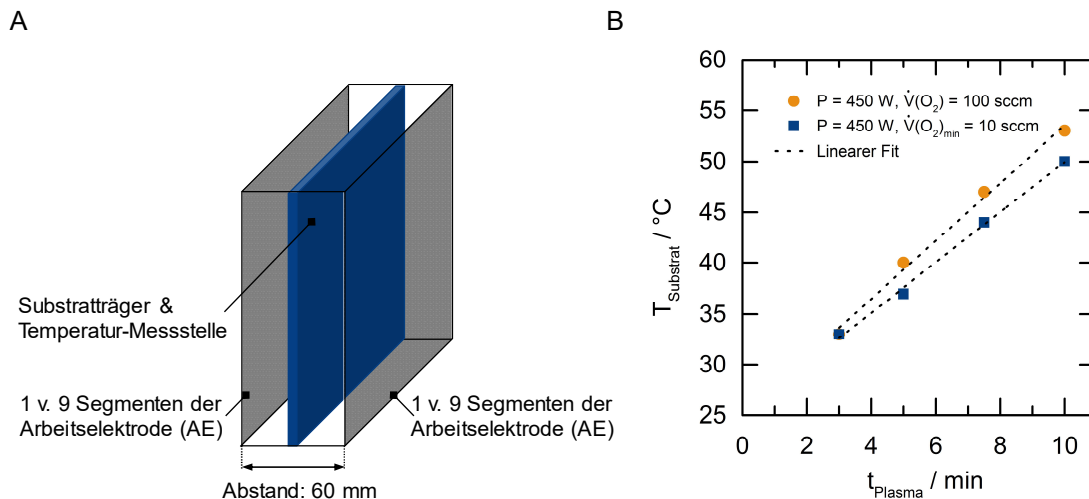 A
Substratträger &
Temperatur-Messstelle
1 v. 9 Segmenten der
Arbeitselektrode (AE)
1 v. 9 Segmenten der
Arbeitselektrode (AE)
Abstand: 60 mm
B
60
55
50
45
40
35
30
25
T_Substrat / °C
P = 450 W, V̇(O₂) = 100 sccm
P = 450 W, V̇(O₂)_min = 10 sccm
Linearer Fit
0 2 4 6 8 10
t_Plasma / min